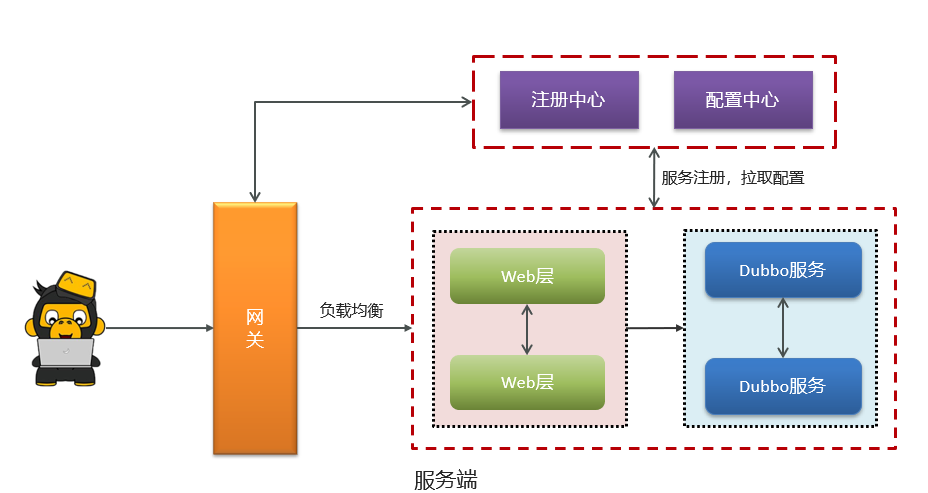 注册中心
配置中心
服务注册，拉取配置
网
关
负载均衡
Web层
Web层
Dubbo服务
Dubbo服务
服务端